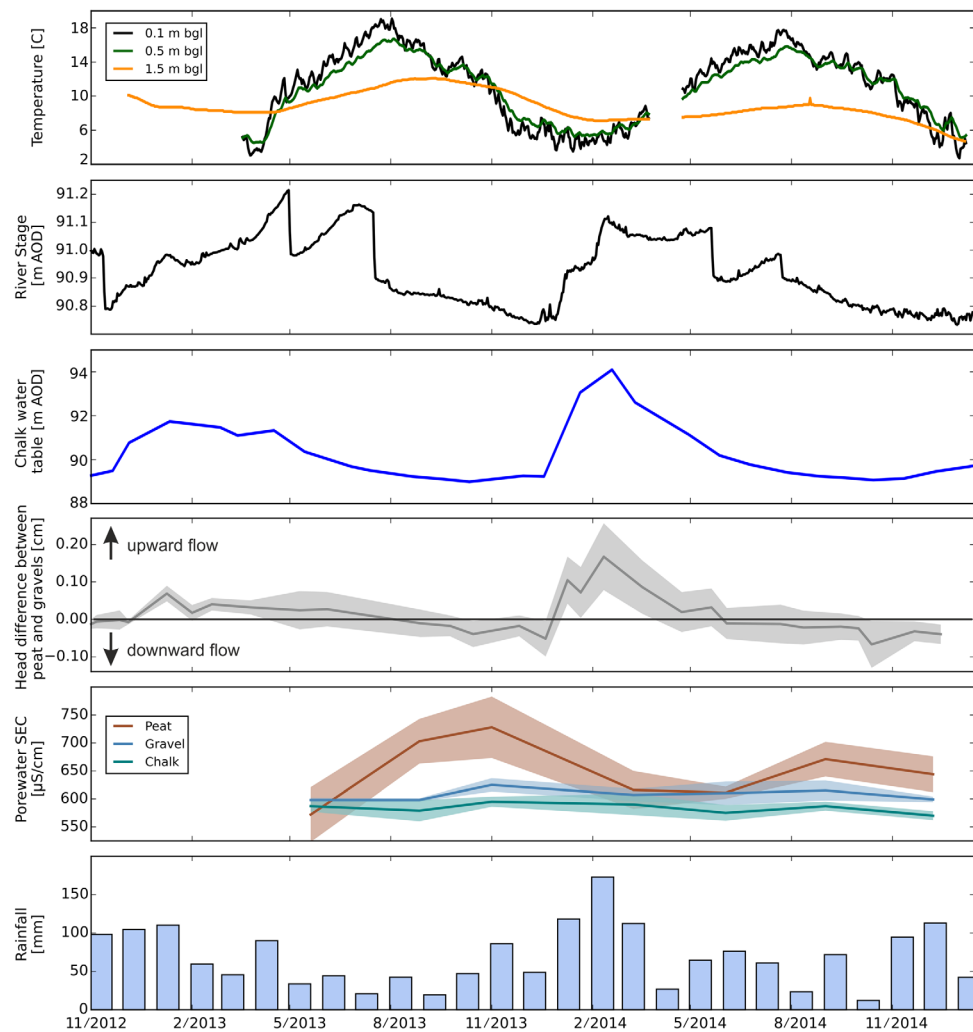 Temperature [C]
18
14
10
6
2
0.1 m bgl
0.5 m bgl
1.5 m bgl
River Stage
[m AOD]
91.2
91.1
91.0
90.9
90.8
Chalk water
table [m AOD]
94
92
90
88
Head difference between
peat and gravels [cm]
0.20
0.10
0.00
−0.10
upward flow
downward flow
Porewater SEC
[µS/cm]
750
700
650
600
550
Peat
Gravel
Chalk
Rainfall
[mm]
150
100
50
0
11/2012 2/2013 5/2013 8/2013 11/2013 2/2014 5/2014 8/2014 11/2014